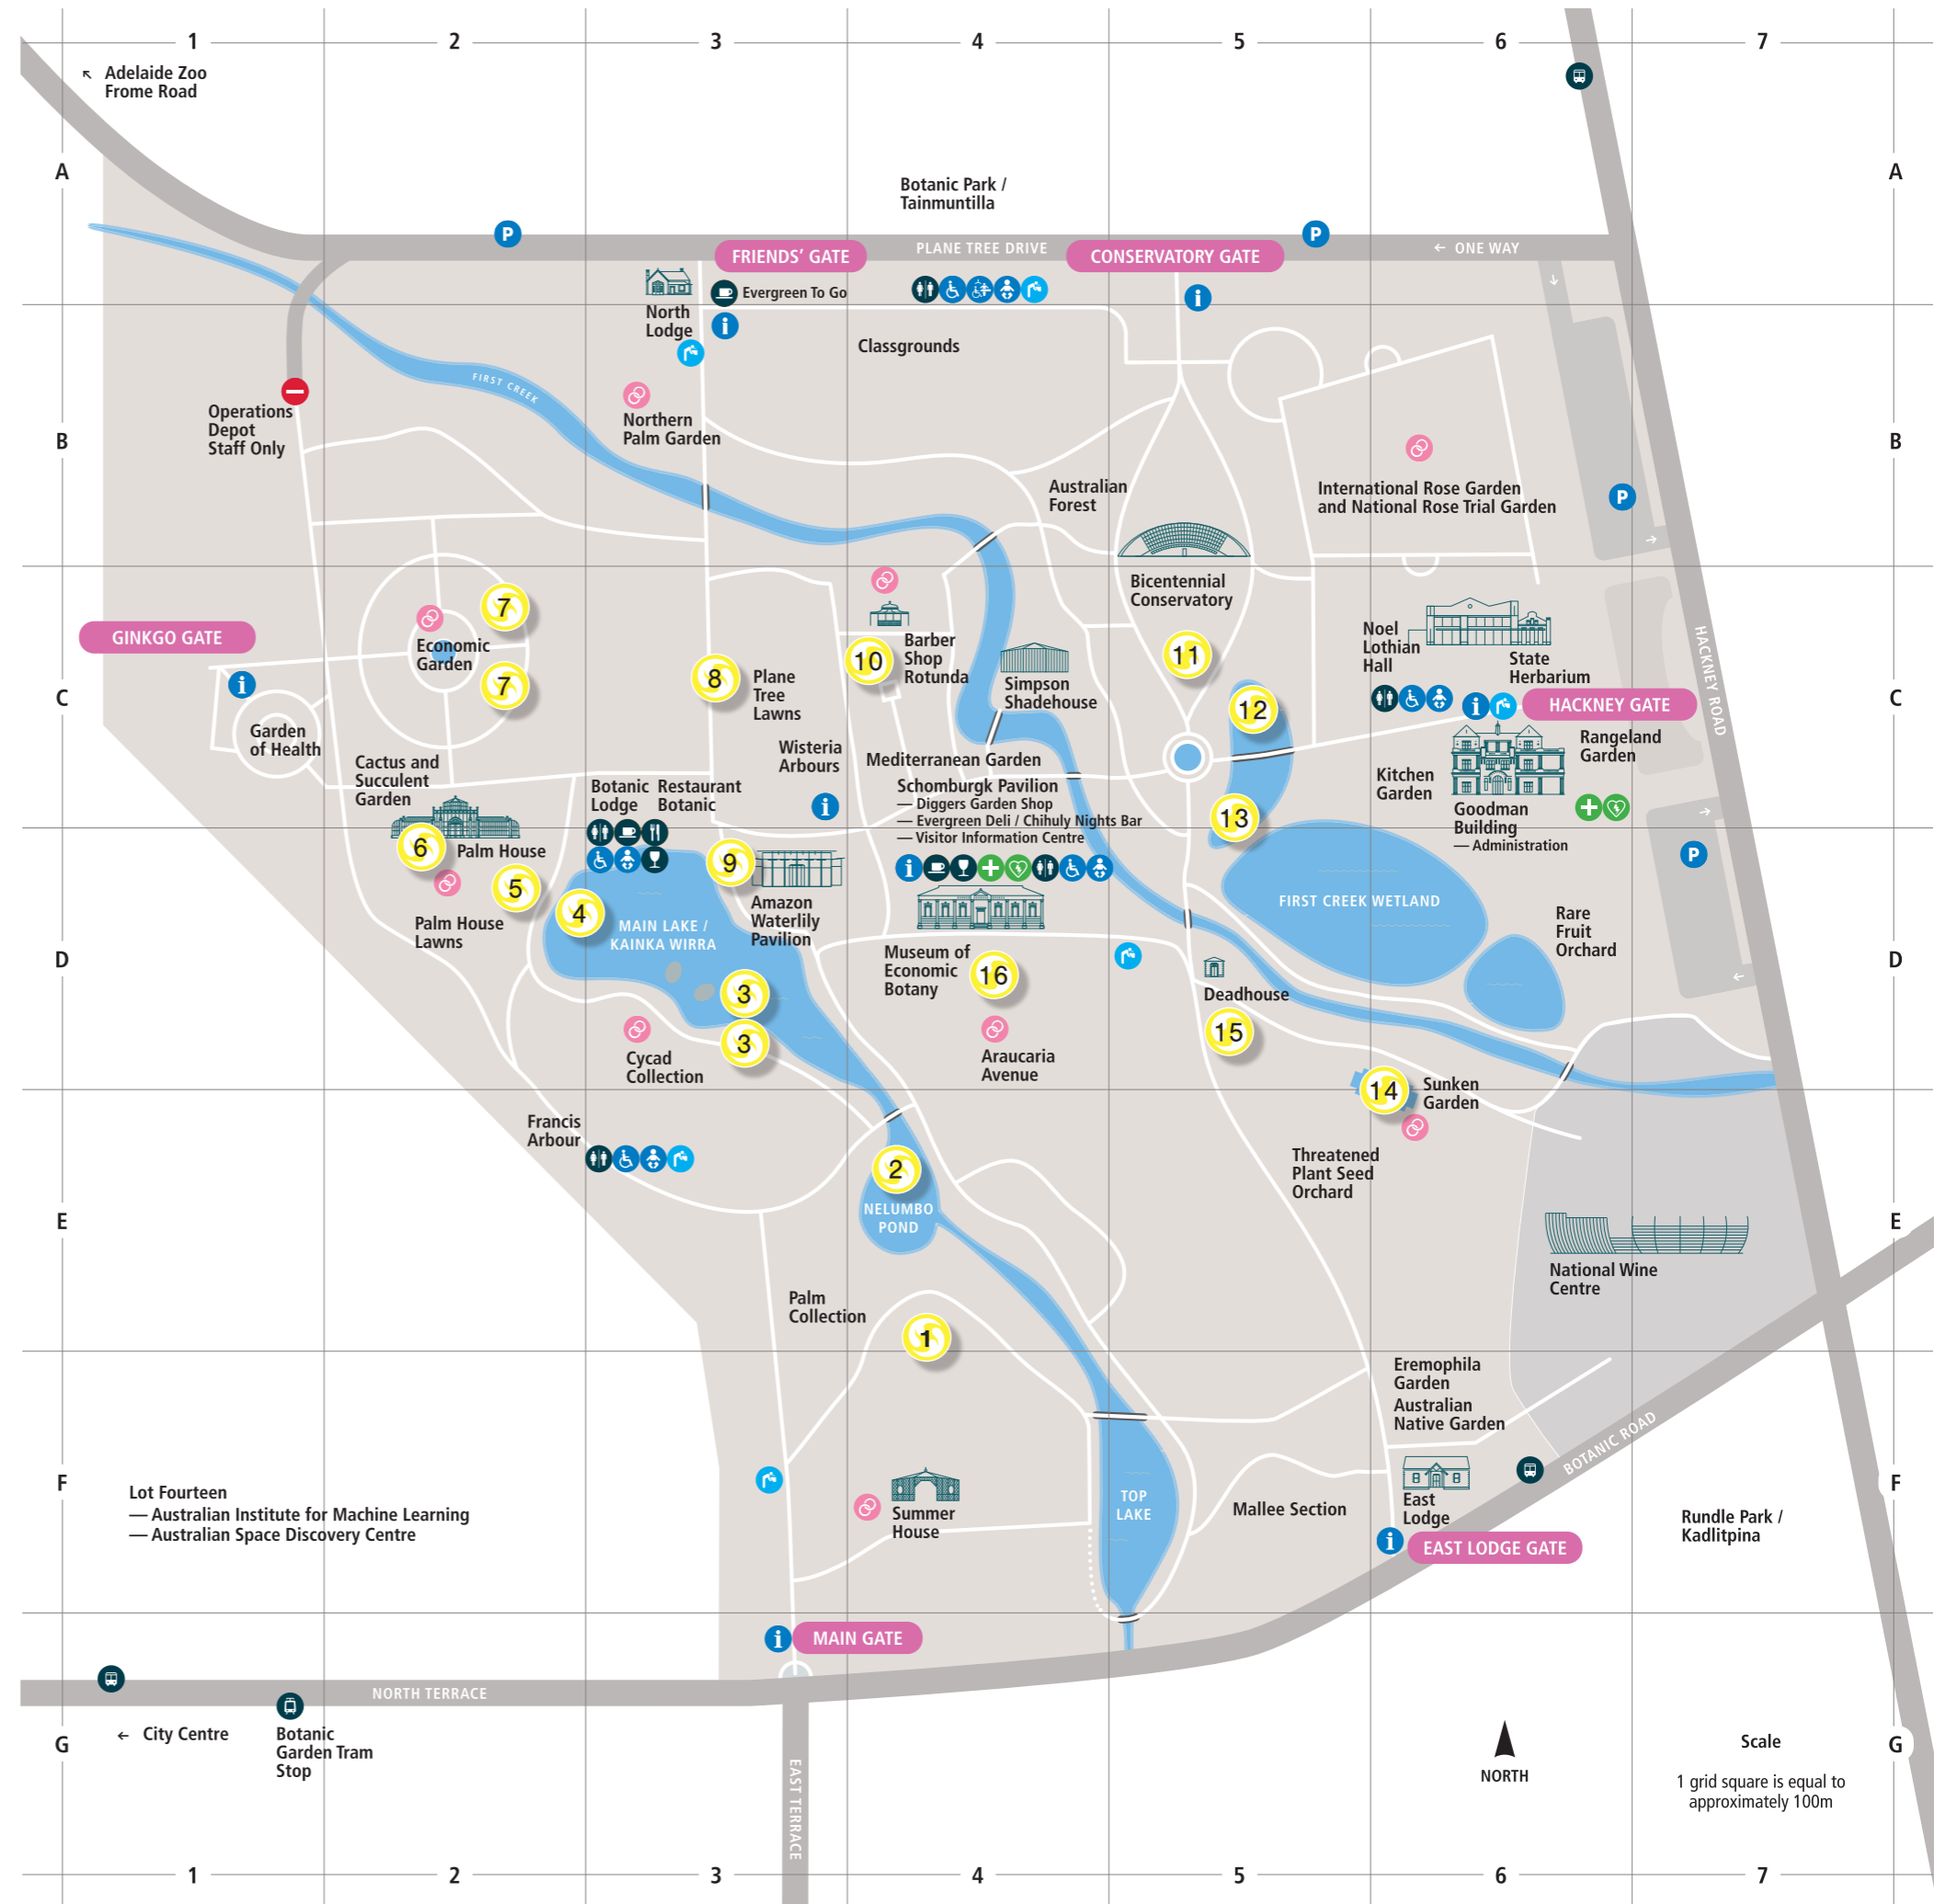 1 2 3 4 5 6 7
Adelaide Zoo
Frome Road
A A
Botanic Park /
Tainmuntilla
P P
FRIENDS' GATE
PLANE TREE DRIVE
CONSERVATORY GATE
← ONE WAY
Evergreen To Go
i
North
Lodge
i
Classgrounds
FIRST CREEK
Operations
Depot
Staff Only
Northern
Palm Garden
B B
Australian
Forest
International Rose Garden
and National Rose Trial Garden
P
Bicentennial
Conservatory
7
GINKGO GATE
Economic
Garden
Barber
Shop
Rotunda
10
11
Noel
Lothian
Hall
State
Herbarium
HACKNEY ROAD
i
7
8
Plane
Tree
Lawns
Simpson
Shadehouse
C C
12
i
HACKNEY GATE
Garden
of Health
Wisteria
Arbours
Mediterranean Garden
Rangeland
Garden
Cactus and
Succulent
Garden
Botanic
Lodge
Restaurant
Botanic
i
Schomburgk Pavilion
— Diggers Garden Shop
— Evergreen Deli / Chihuly Nights Bar
— Visitor Information Centre
Kitchen
Garden
Goodman
Building
— Administration
13
6
Palm House
9
i
P
5
4
MAIN LAKE /
KAINKA WIRRA
Amazon
Waterlily
Pavilion
FIRST CREEK WETLAND
Rare
Fruit
Orchard
Palm House
Lawns
D D
Museum of
Economic
Botany
16
3
Deadhouse
15
3
Cycad
Collection
Araucaria
Avenue
14
Sunken
Garden
Francis
Arbour
2
Threatened
Plant Seed
Orchard
NELUMBO
POND
E E
National Wine
Centre
Palm
Collection
1
Eremophila
Garden
Australian
Native Garden
BOTANIC ROAD
F F
Lot Fourteen
— Australian Institute for Machine Learning
— Australian Space Discovery Centre
Summer
House
TOP
LAKE
Mallee Section
East
Lodge
Rundle Park /
Kadlitpina
i
EAST LODGE GATE
i
MAIN GATE
NORTH TERRACE
← City Centre
Botanic
Garden Tram
Stop
G G
EAST TERRACE
NORTH
Scale
1 grid square is equal to
approximately 100m
1 2 3 4 5 6 7